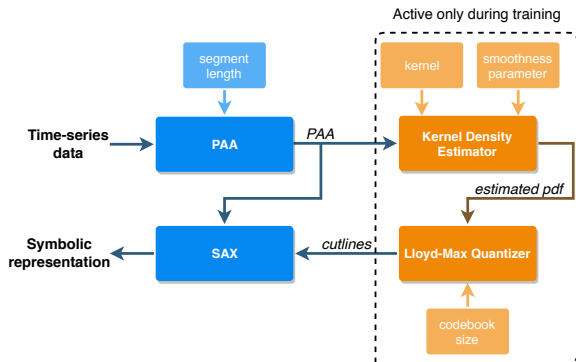 Active only during training
segment
length
kernel
smoothness
parameter
Time-series
data
PAA
PAA
Kernel Density
Estimator
estimated pdf
Symbolic
representation
SAX
cutlines
Lloyd-Max Quantizer
codebook
size